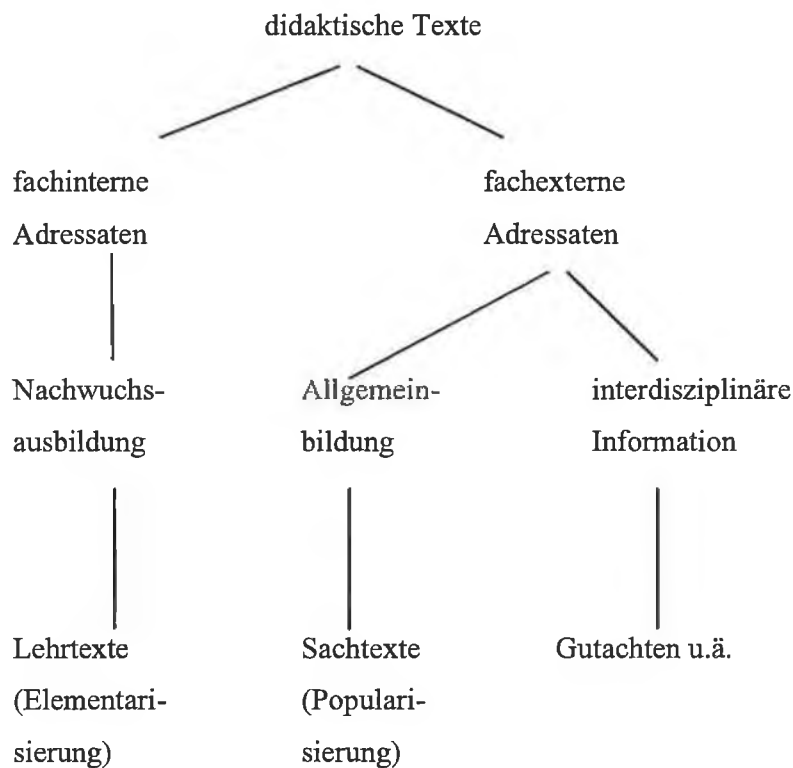 didaktische Texte
fachinterne
Adressaten
fachexterne
Adressaten
Nachwuchs-
ausbildung
Allgemein-
bildung
interdisziplinäre
Information
Lehrtexte
(Elementari-
sierung)
Sachtexte
(Populari-
sierung)
Gutachten u.ä.